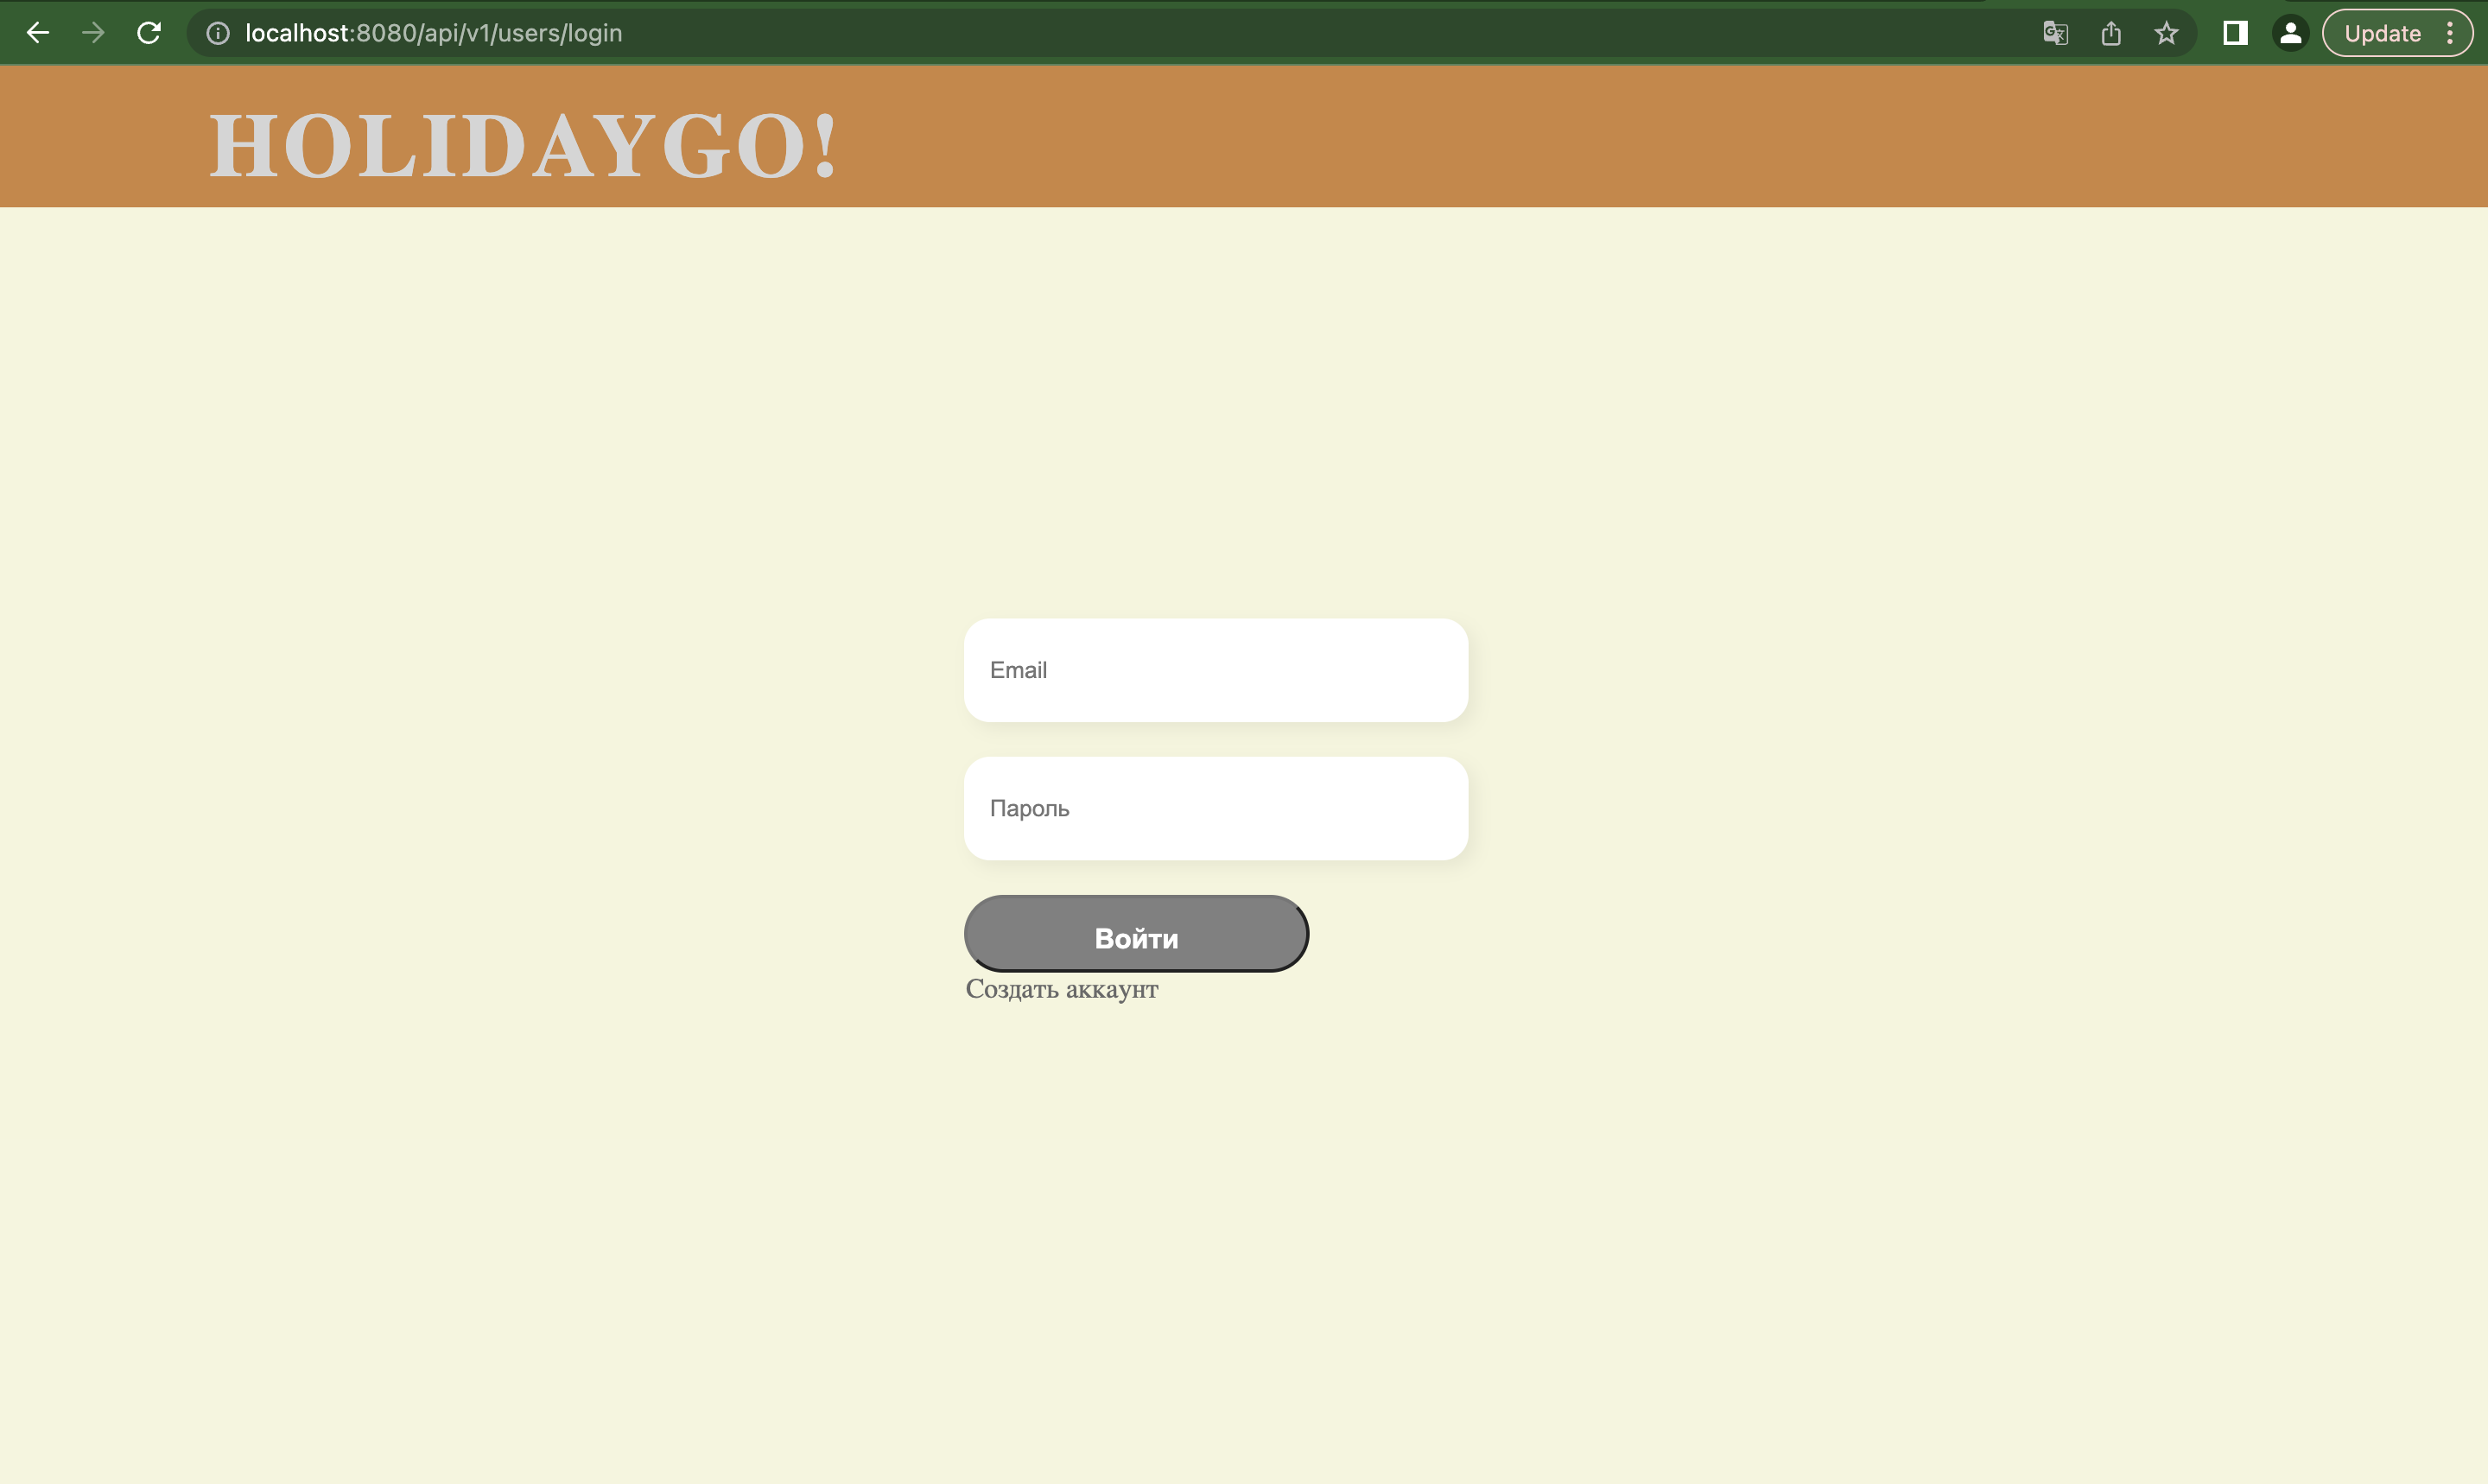 localhost:8080/api/v1/users/login
Update
HOLIDAYGO!
Email
Пароль
Войти
Создать аккаунт